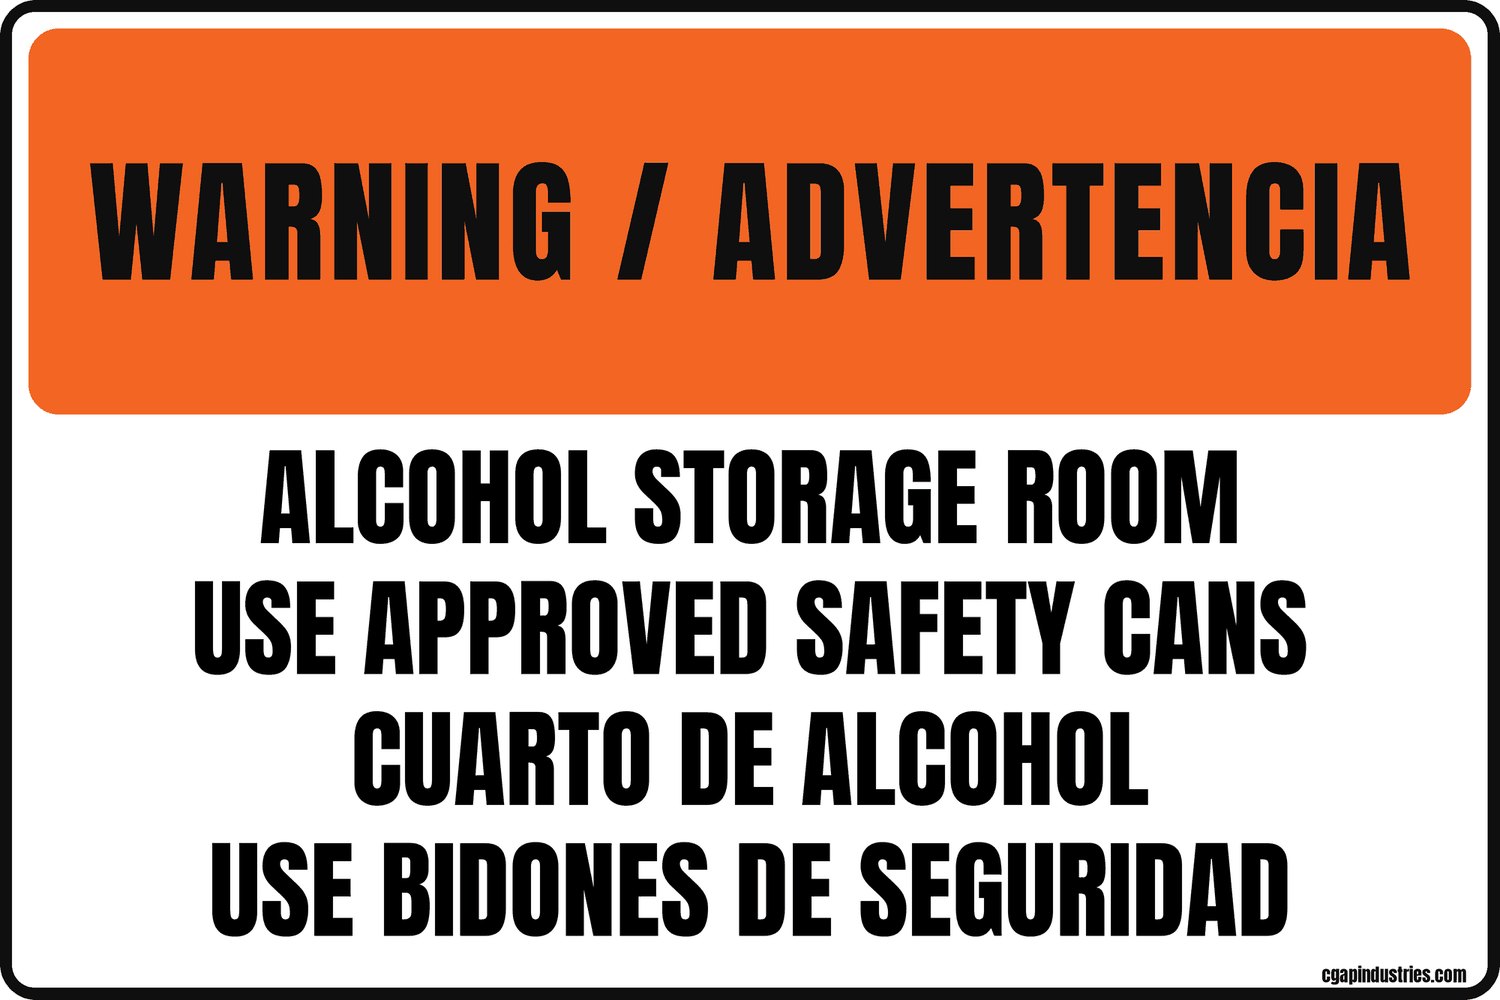 WARNING / ADVERTENCIA
ALCOHOL STORAGE ROOM
USE APPROVED SAFETY CANS
CUARTO DE ALCOHOL
USE BIDONES DE SEGURIDAD
cgapindustries.com